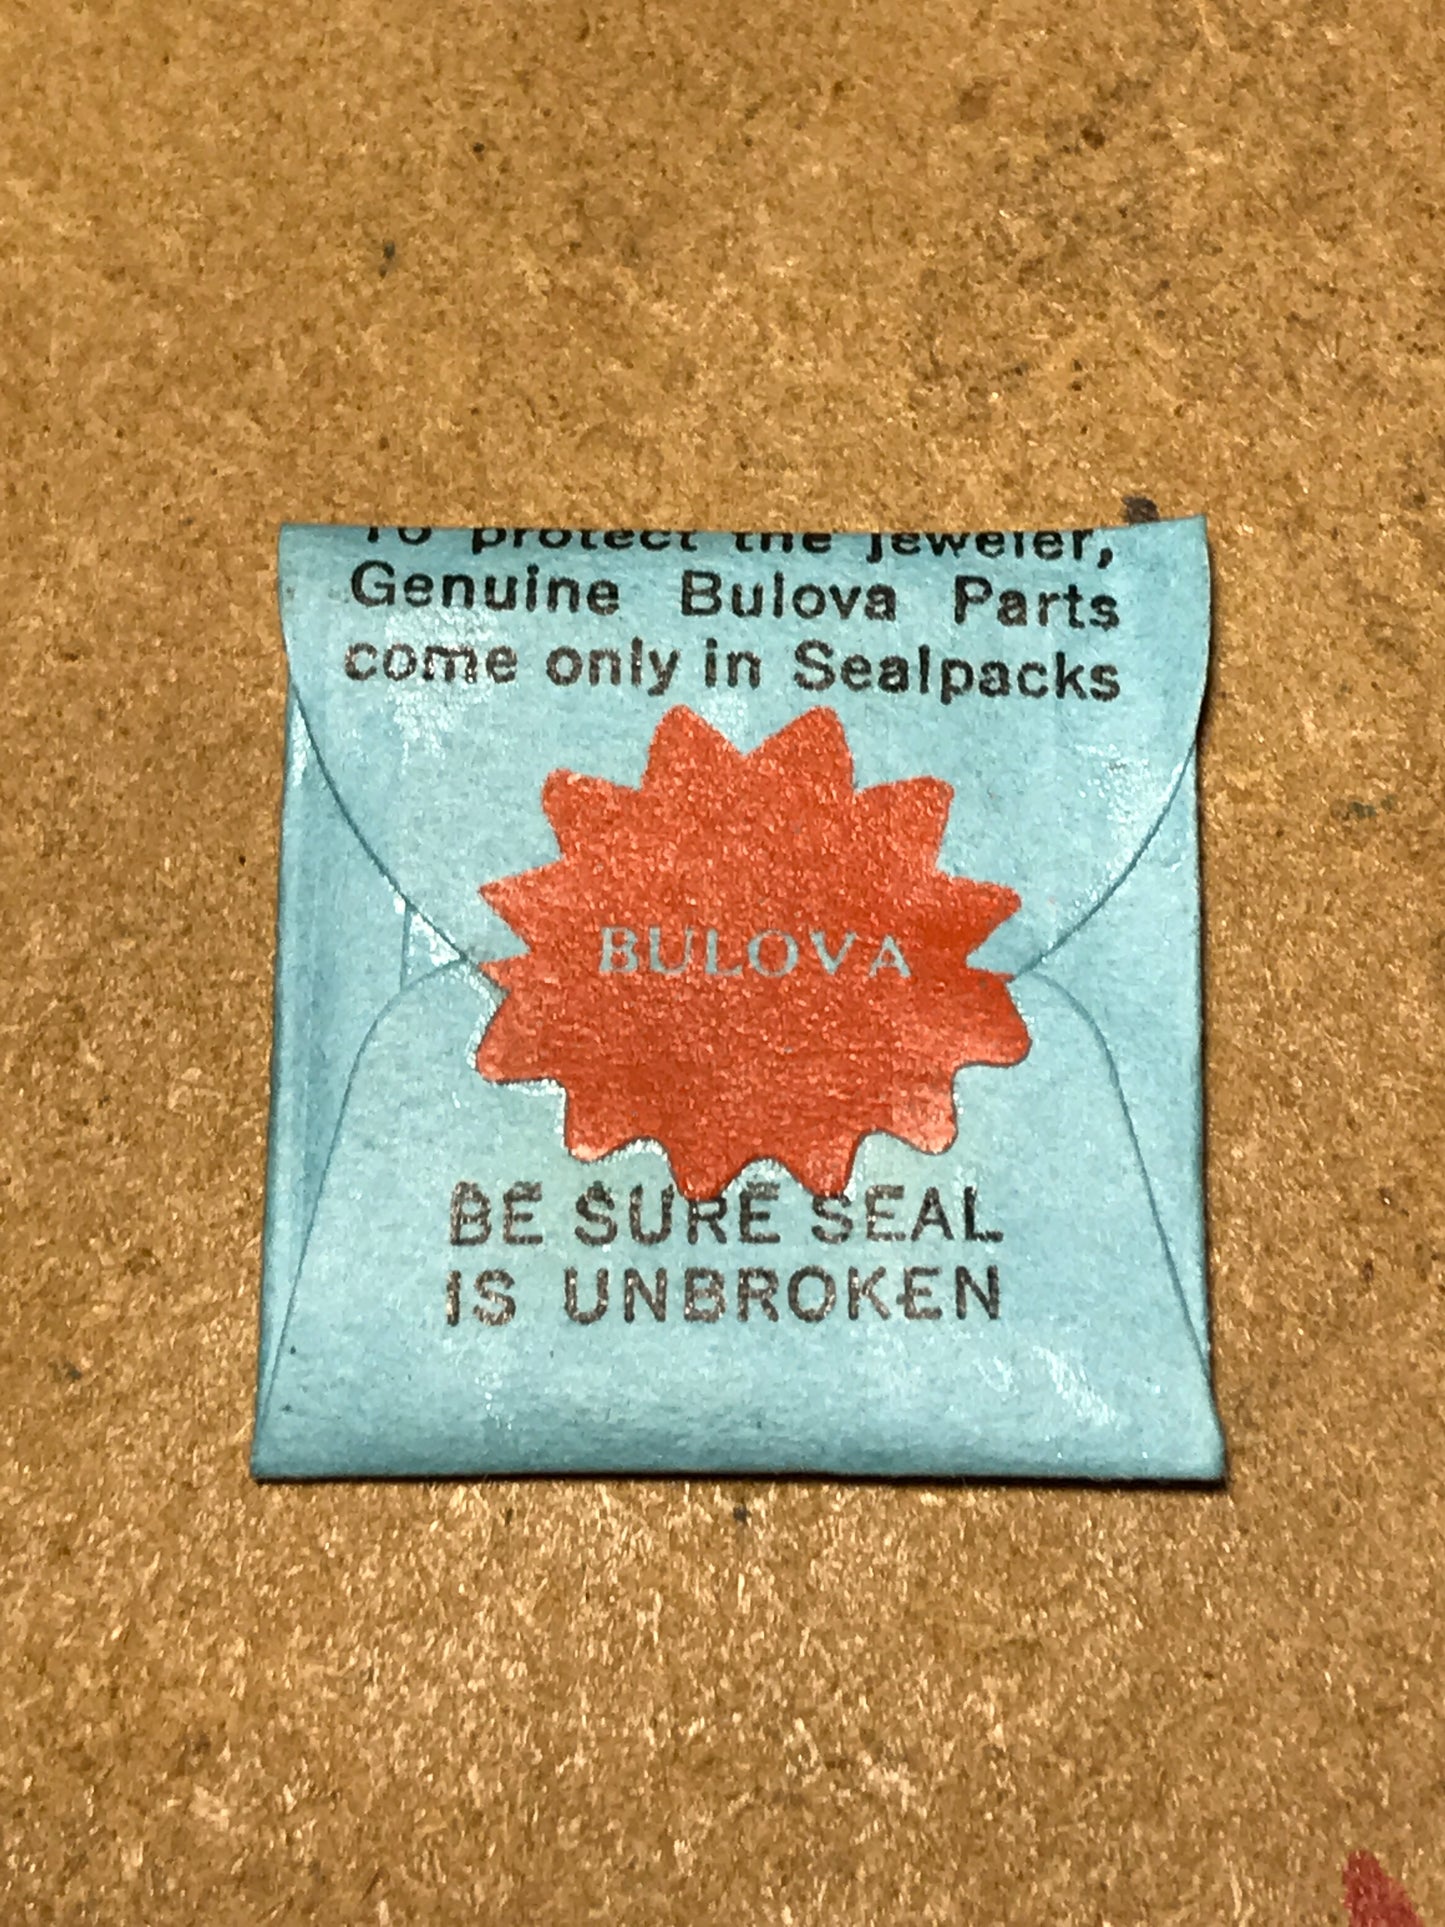 To protect the jeweler,
Genuine Bulova Parts
come only in Sealpacks
BULOVA
BE SURE SEAL
IS UNBROKEN